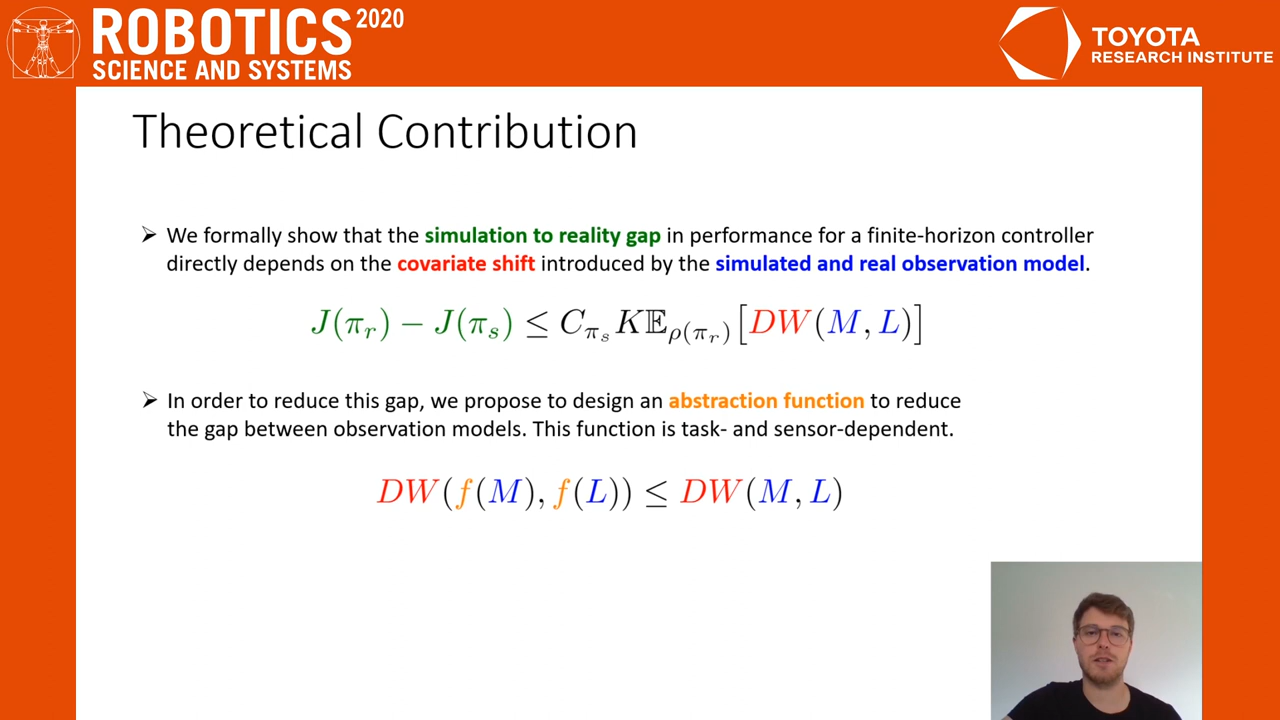 ROBOTICS 2020
SCIENCE AND SYSTEMS
TOYOTA
RESEARCH INSTITUTE
Theoretical Contribution
➢ We formally show that the simulation to reality gap in performance for a finite-horizon controller
directly depends on the covariate shift introduced by the simulated and real observation model.
J(π_r) − J(π_s) ≤ C_{π_s} K𝔼_{ρ(π_r)} [DW(M, L)]
➢ In order to reduce this gap, we propose to design an abstraction function to reduce
the gap between observation models. This function is task- and sensor-dependent.
DW(f(M), f(L)) ≤ DW(M, L)